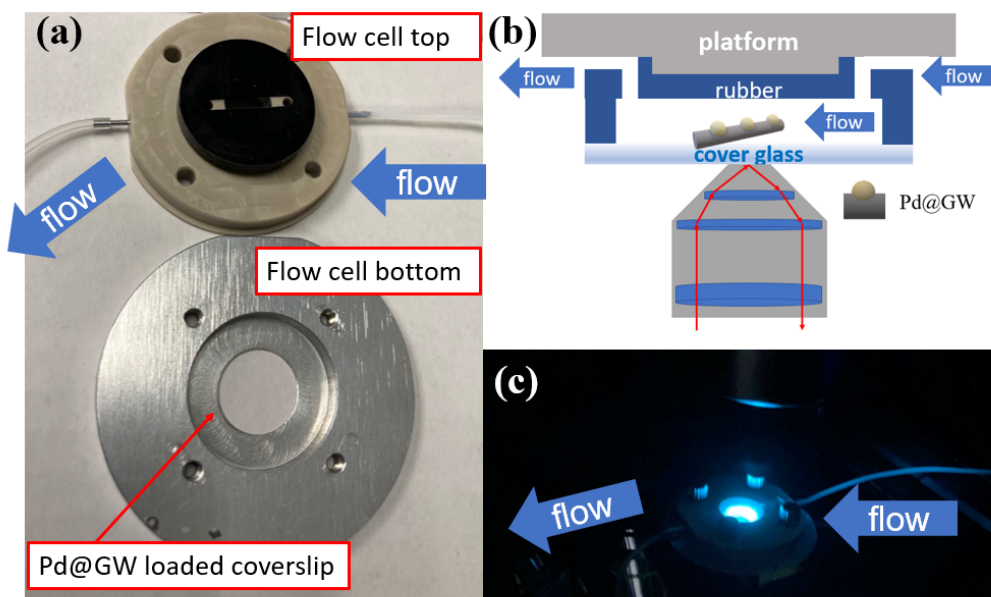 (a)
Flow cell top
flow
flow
Flow cell bottom
Pd@GW loaded coverslip
(b)
platform
flow
flow
rubber
flow
cover glass
Pd@GW
(c)
flow
flow